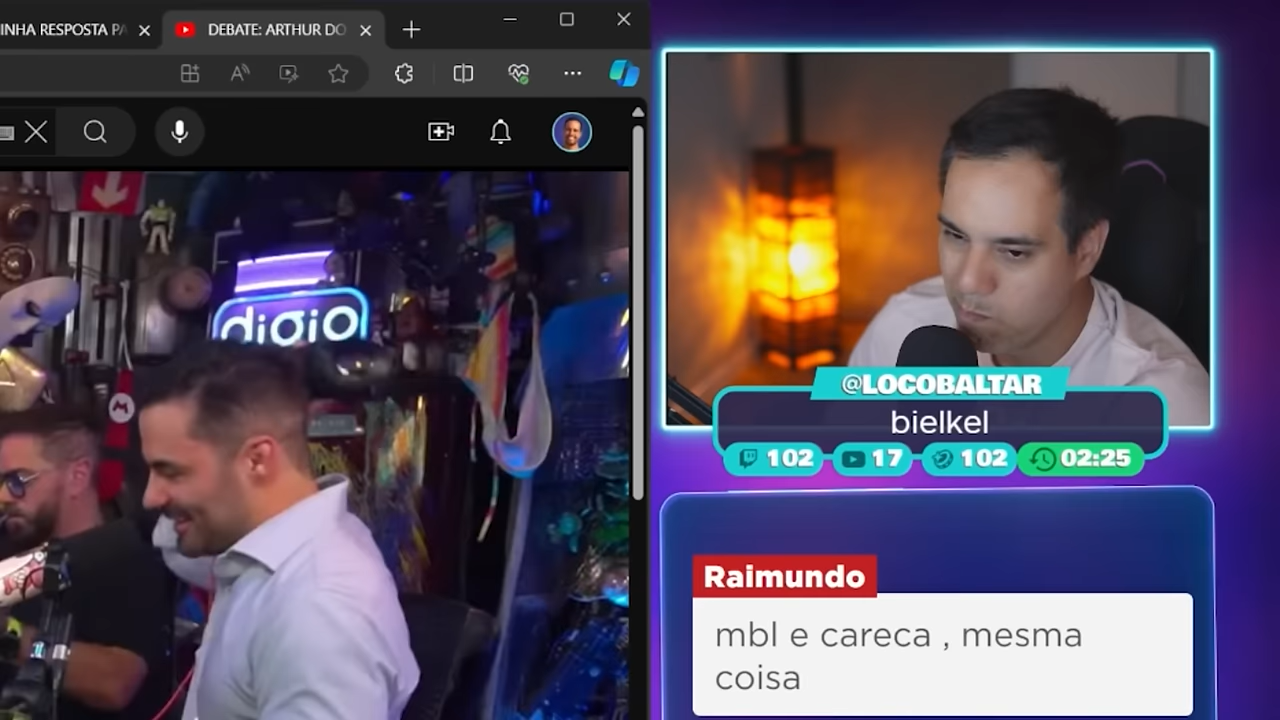 INHA RESPOSTA PA
DEBATE: ARTHUR DO
digio
@LOCOBALTAR
bielkel
102
17
102
02:25
Raimundo
mbl e careca , mesma
coisa